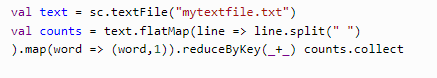 val text = sc.textFile("mytextfile.txt")
val counts = text.flatMap(line => line.split(" ")
).map(word => (word,1)).reduceByKey(_+_) counts.collect